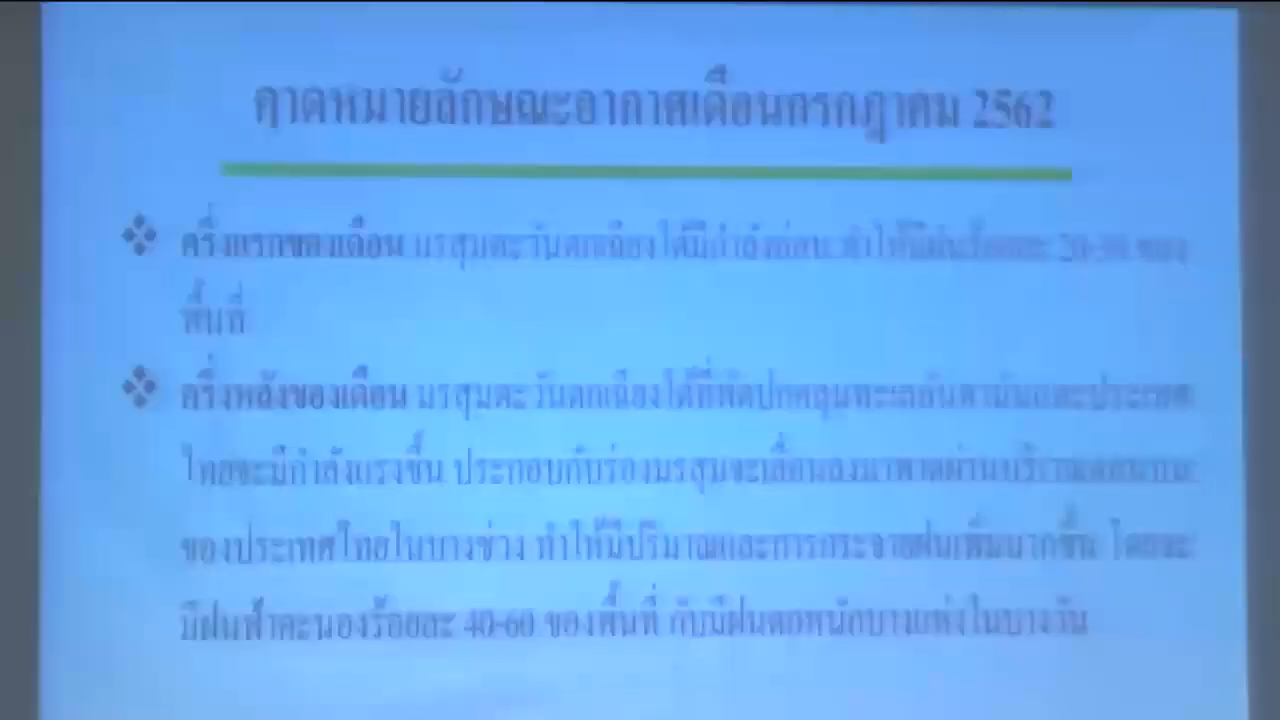 คาดหมายลักษณะอากาศเดือนกรกฎาคม 2562
ครึ่งแรกของเดือน มรสุมตะวันตกเฉียงใต้มีกำลังอ่อน ทำให้มีฝนร้อยละ 20-30 ของ
พื้นที่
ครึ่งหลังของเดือน มรสุมตะวันตกเฉียงใต้ที่พัดปกคลุมทะเลอันดามันและประเทศ
ไทยจะมีกำลังแรงขึ้น ประกอบกับร่องมรสุมจะเลื่อนลงมาพาดผ่านบริเวณตอนบน
ของประเทศไทยในบางช่วง ทำให้มีปริมาณและการกระจายฝนเพิ่มมากขึ้น โดยจะ
มีฝนฟ้าคะนองร้อยละ 40-60 ของพื้นที่ กับมีฝนตกหนักบางแห่งในบางวัน